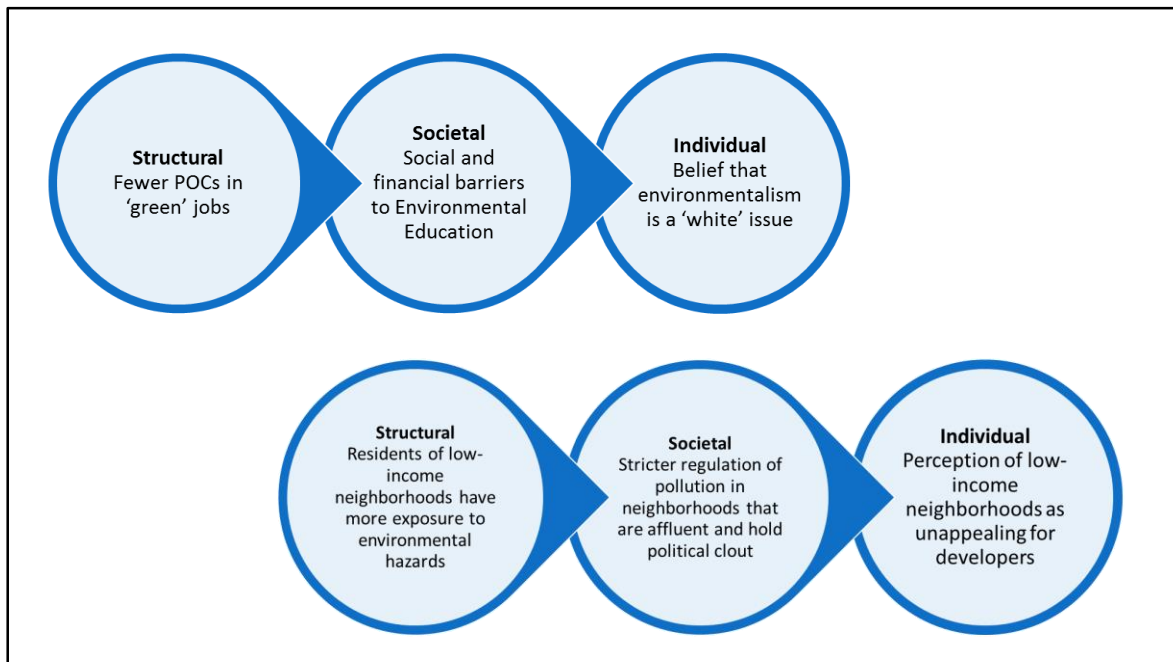 Structural
Fewer POCs in
‘green’ jobs
Societal
Social and
financial barriers
to Environmental
Education
Individual
Belief that
environmentalism
is a ‘white’ issue
Structural
Residents of low-
income
neighborhoods have
more exposure to
environmental
hazards
Societal
Stricter regulation of
pollution in
neighborhoods that
are affluent and hold
political clout
Individual
Perception of low-
income
neighborhoods as
unappealing for
developers